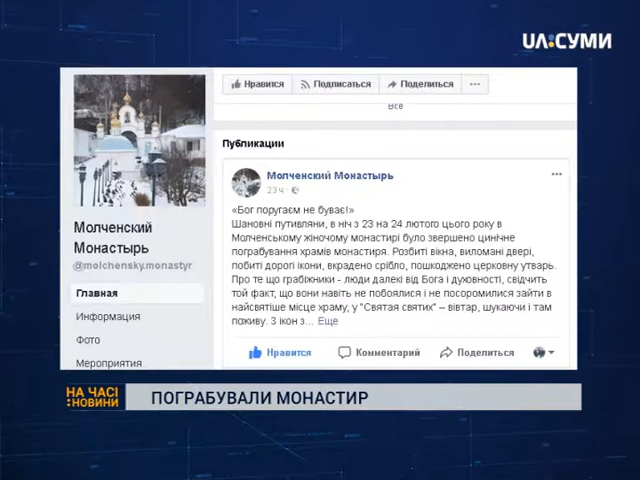 UA:СУМИ
Нравится
Подписаться
Поделиться
Все
Публикации
Молченский Монастырь
23 ч
«Бог поругаєм не буває!»
Шановні путивляни, в ніч з 23 на 24 лютого цього року в
Молченському жіночому монастирі було звершено цинічне
пограбування храмів монастиря. Розбиті вікна, виломані двері,
побиті дорогі ікони, вкрадено срібло, пошкоджено церковну утварь.
Про те що грабіжники - люди далекі від Бога і духовності, свідчить
той факт, що вони навіть не побоялися і не посоромилися зайти в
найсвятіше місце храму, у "Святая святих" – вівтар, шукаючи і там
поживу. З ікон з... Еще
Нравится
Комментарий
Поделиться
Молченский
Монастырь
@molchensky.monastyr
Главная
Информация
Фото
Мероприятия
НА ЧАСІ
:НОВИНИ
ПОГРАБУВАЛИ МОНАСТИР